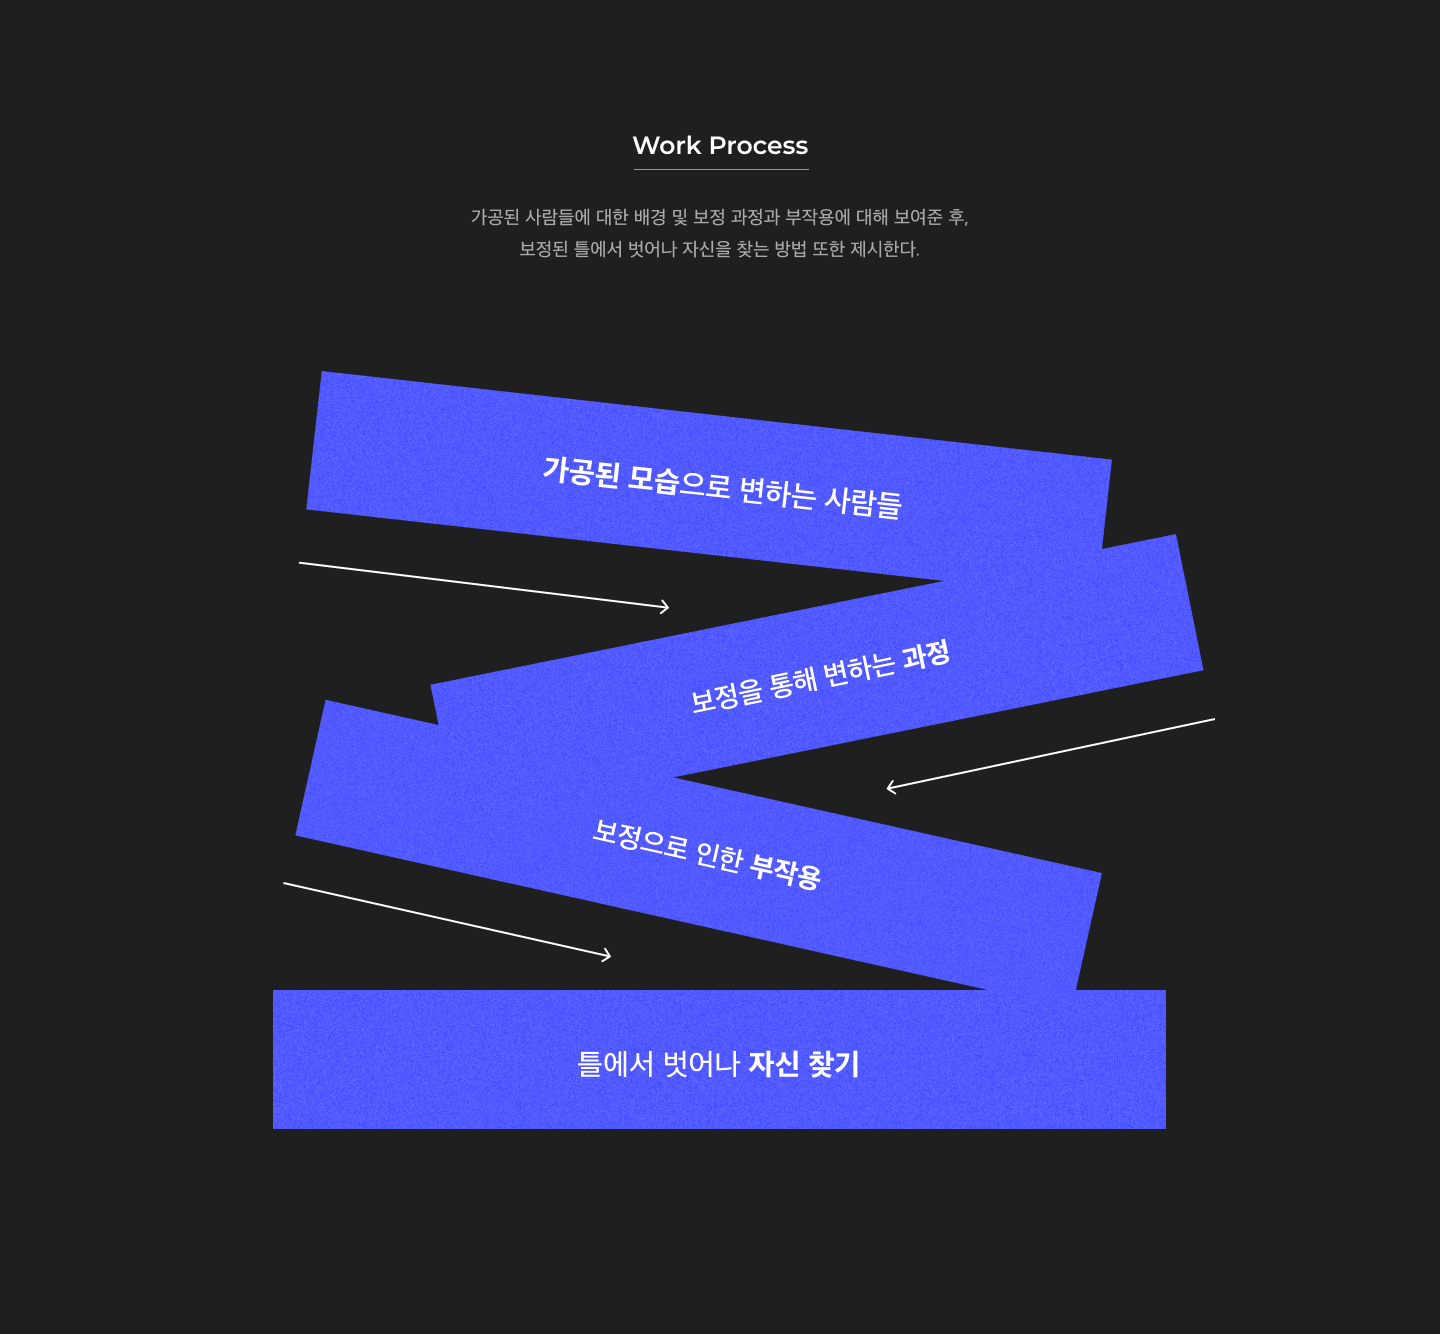 Work Process
가공된 사람들에 대한 배경 및 보정 과정과 부작용에 대해 보여준 후,
보정된 틀에서 벗어나 자신을 찾는 방법 또한 제시한다.
가공된 모습으로 변하는 사람들
보정을 통해 변하는 과정
보정으로 인한 부작용
틀에서 벗어나 자신 찾기